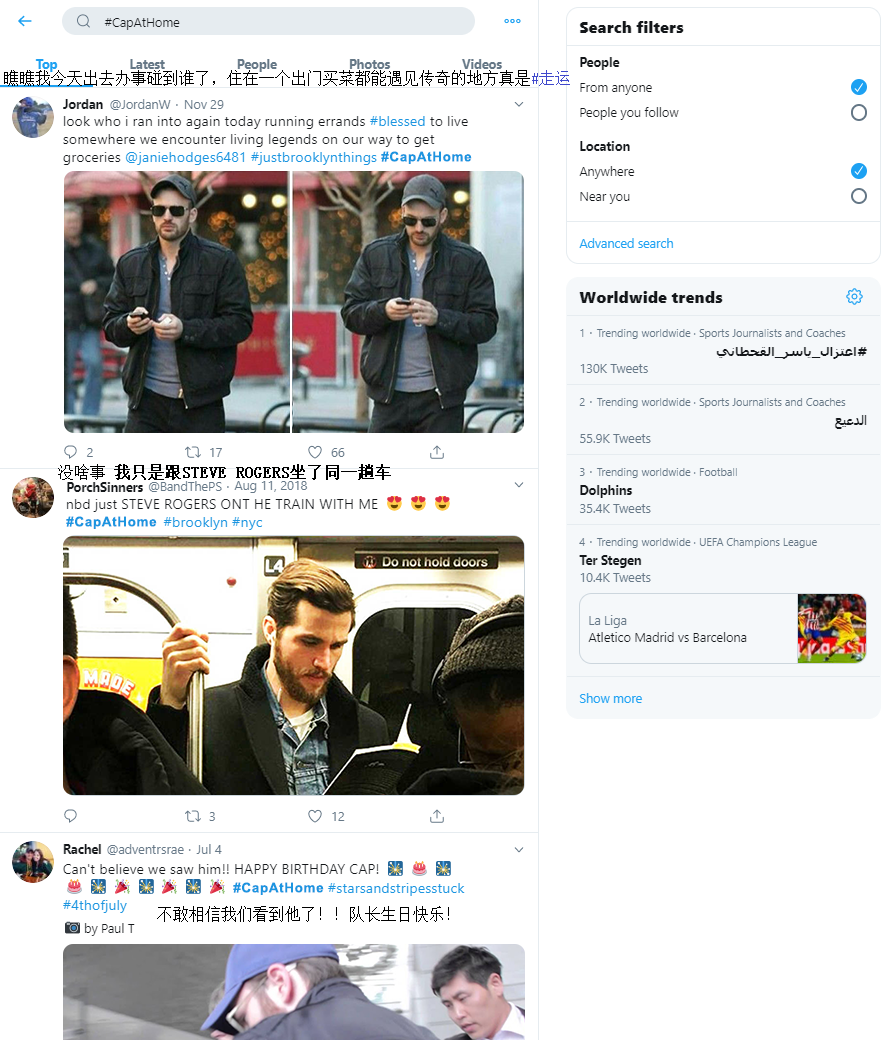 #CapAtHome
Top Latest People Photos Videos
瞧瞧我今天出去办事碰到谁了，住在一个出门买菜都能遇见传奇的地方真是#走运
Jordan @JordanW · Nov 29
look who i ran into again today running errands #blessed to live
somewhere we encounter living legends on our way to get
groceries @janiehodges6481 #justbrooklynthings #CapAtHome
2 17 66
没啥事 我只是跟STEVE ROGERS坐了同一趟车
PorchSinners @BandThePS · Aug 11, 2018
nbd just STEVE ROGERS ONT HE TRAIN WITH ME 😍 😍 😍
#CapAtHome #brooklyn #nyc
L4
Do not hold doors
MADE
3 12
Rachel @adventrsrae · Jul 4
Can't believe we saw him!! HAPPY BIRTHDAY CAP! 🎆 🎂 🎆
🎂 🎆 🎉 🎆 🎉 🎆 🎉 #CapAtHome #starsandstripesstuck
#4thofjuly
不敢相信我们看到他了！！队长生日快乐！
📷 by Paul T
Search filters
People
From anyone
People you follow
Location
Anywhere
Near you
Advanced search
Worldwide trends
1 · Trending worldwide · Sports Journalists and Coaches
#اعتزال_ياسر_القحطاني
130K Tweets
2 · Trending worldwide · Sports Journalists and Coaches
الدعيع
55.9K Tweets
3 · Trending worldwide · Football
Dolphins
35.4K Tweets
4 · Trending worldwide · UEFA Champions League
Ter Stegen
10.4K Tweets
La Liga
Atletico Madrid vs Barcelona
Show more